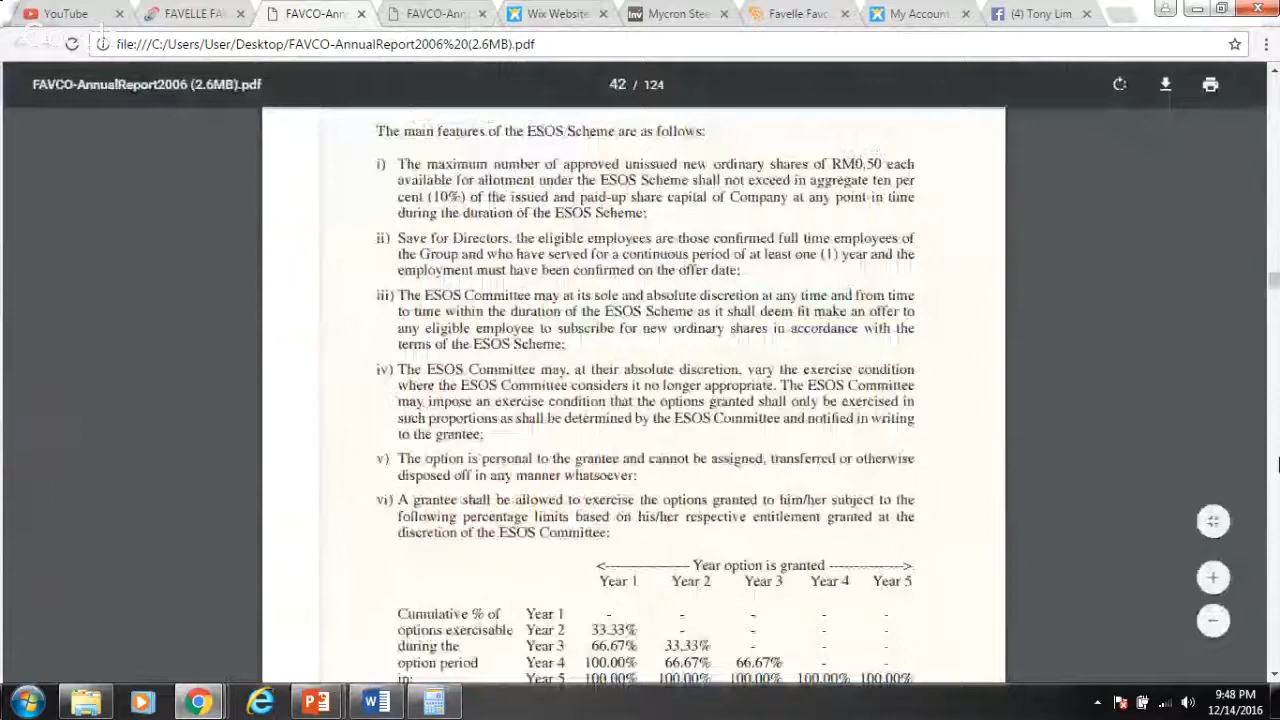 YouTube
FAVELLE FA
FAVCO-Ann
FAVCO-An
Wix Website
Mycron Stee
Favelle Favc
My Account
(4) Tony Lim
file:///C:/Users/User/Desktop/FAVCO-AnnualReport2006%20(2.6MB).pdf
FAVCO-AnnualReport2006 (2.6MB).pdf
42 / 124
The main features of the ESOS Scheme are as follows:
i) The maximum number of approved unissued new ordinary shares of RM0.50 each
available for allotment under the ESOS Scheme shall not exceed in aggregate ten per
cent (10%) of the issued and paid-up share capital of Company at any point in time
during the duration of the ESOS Scheme;
ii) Save for Directors, the eligible employees are those confirmed full time employees of
the Group and who have served for a continuous period of at least one (1) year and the
employment must have been confirmed on the offer date;
iii) The ESOS Committee may at its sole and absolute discretion at any time and from time
to time within the duration of the ESOS Scheme as it shall deem fit make an offer to
any eligible employee to subscribe for new ordinary shares in accordance with the
terms of the ESOS Scheme;
iv) The ESOS Committee may, at their absolute discretion, vary the exercise condition
where the ESOS Committee considers it no longer appropriate. The ESOS Committee
may impose an exercise condition that the options granted shall only be exercised in
such proportions as shall be determined by the ESOS Committee and notified in writing
to the grantee;
v) The option is personal to the grantee and cannot be assigned, transferred or otherwise
disposed off in any manner whatsoever;
vi) A grantee shall be allowed to exercise the options granted to him/her subject to the
following percentage limits based on his/her respective entitlement granted at the
discretion of the ESOS Committee:
<---------------- Year option is granted -------------->
Year 1 Year 2 Year 3 Year 4 Year 5
Cumulative % of Year 1 - - - - -
options exercisable Year 2 33.33% - - - -
during the Year 3 66.67% 33.33% - - -
option period Year 4 100.00% 66.67% 66.67% - -
in: Year 5 100.00% 100.00% 100.00% 100.00% 100.00%
9:48 PM
12/14/2016